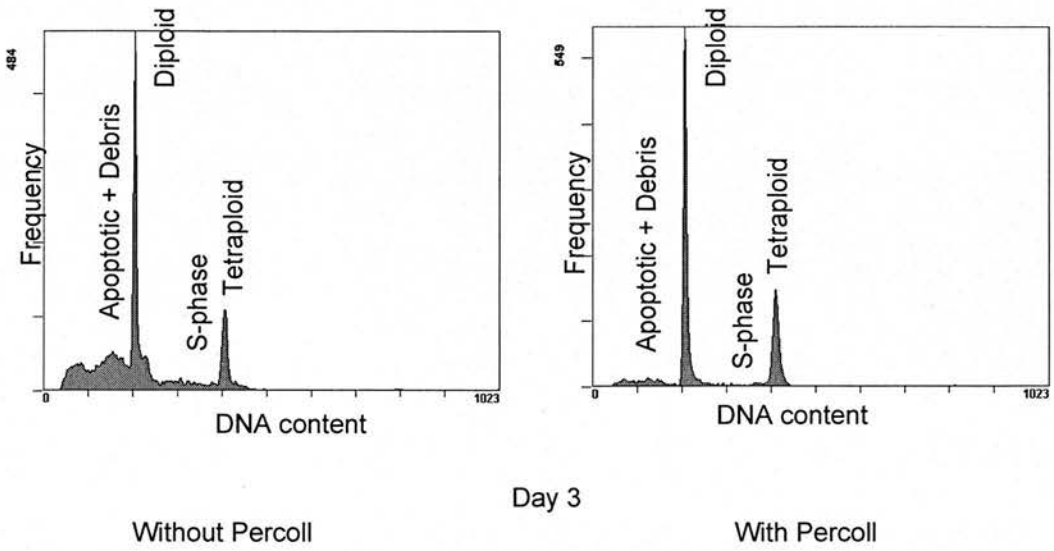 484
Frequency
Apoptotic + Debris
Diploid
S-phase
Tetraploid
0
1023
DNA content
549
Frequency
Apoptotic + Debris
Diploid
S-phase
Tetraploid
0
1023
DNA content
Day 3
Without Percoll
With Percoll